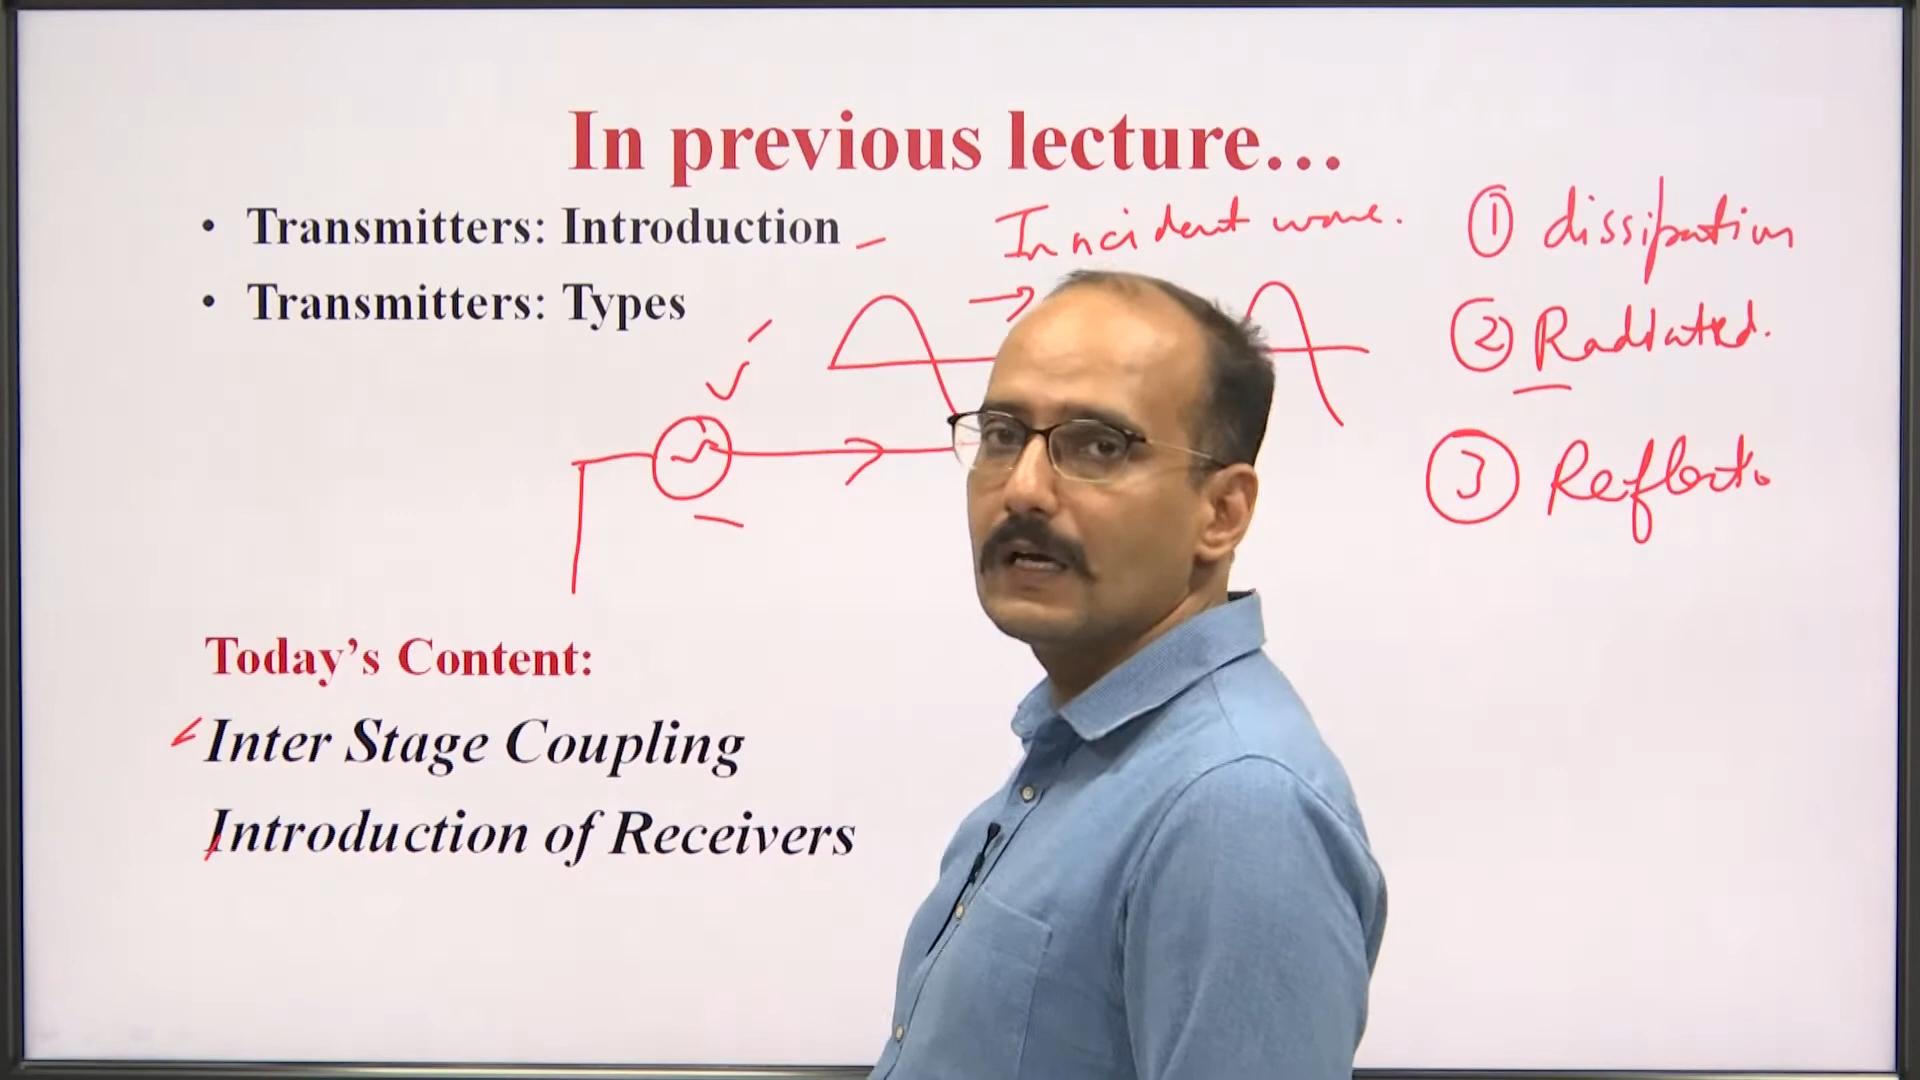 In previous lecture...
• Transmitters: Introduction
• Transmitters: Types
Inncident wave.
① dissipation
② Radiated.
③ Reflecto
Today's Content:
Inter Stage Coupling
Introduction of Receivers